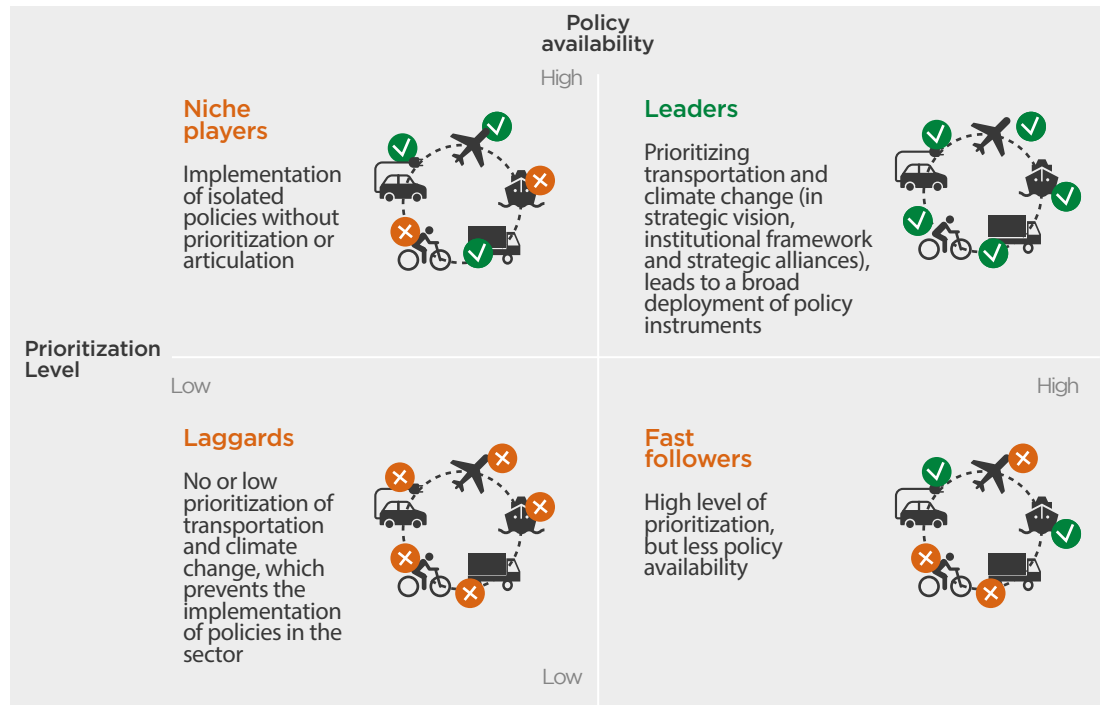 Policy
availability
High
Niche
players
Implementation
of isolated
policies without
prioritization or
articulation
Leaders
Prioritizing
transportation and
climate change (in
strategic vision,
institutional framework
and strategic alliances),
leads to a broad
deployment of policy
instruments
Prioritization
Level
Low
High
Laggards
No or low
prioritization of
transportation
and climate
change, which
prevents the
implementation
of policies in the
sector
Fast
followers
High level of
prioritization,
but less policy
availability
Low